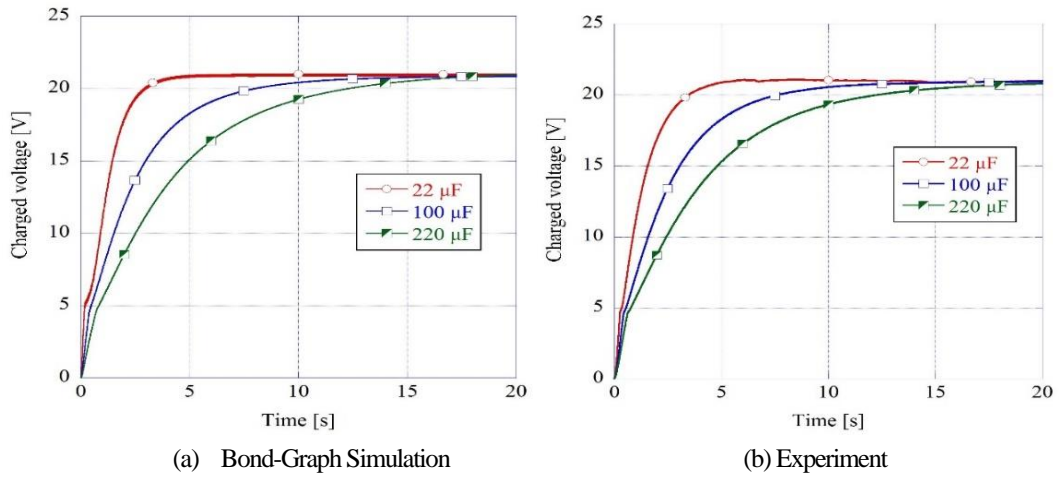 25
20
15
10
5
0
Charged voltage [V]
22 µF
100 µF
220 µF
0 5 10 15 20
Time [s]
(a) Bond-Graph Simulation
25
20
15
10
5
0
Charged voltage [V]
22 µF
100 µF
220 µF
0 5 10 15 20
Time [s]
(b) Experiment